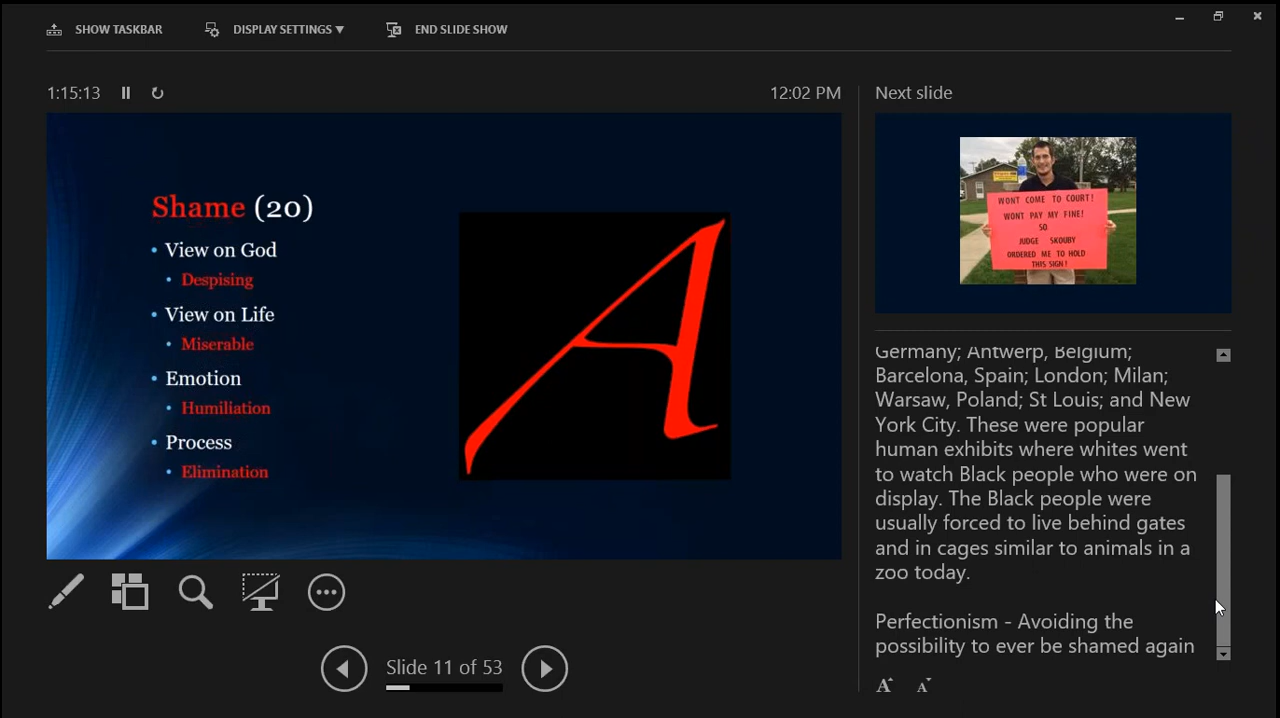 SHOW TASKBAR
DISPLAY SETTINGS ▼
END SLIDE SHOW
1:15:13
12:02 PM
Shame (20)
• View on God
• Despising
• View on Life
• Miserable
• Emotion
• Humiliation
• Process
• Elimination
A
Slide 11 of 53
Next slide
WONT COME TO COURT!
WONT PAY MY FINE!
SO
JUDGE SKOUBY
ORDERED ME TO HOLD
THIS SIGN!
Germany; Antwerp, Belgium;
Barcelona, Spain; London; Milan;
Warsaw, Poland; St Louis; and New
York City. These were popular
human exhibits where whites went
to watch Black people who were on
display. The Black people were
usually forced to live behind gates
and in cages similar to animals in a
zoo today.
Perfectionism - Avoiding the
possibility to ever be shamed again
A
A